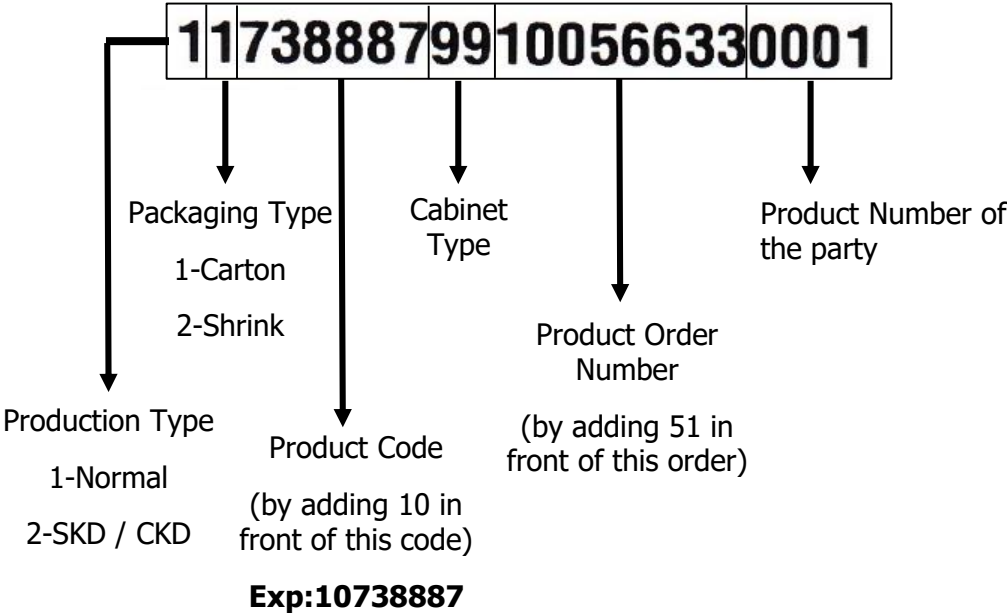 11738887991005666330001
Packaging Type
1-Carton
2-Shrink
Cabinet
Type
Product Number of
the party
Product Order
Number
(by adding 51 in
front of this order)
Production Type
1-Normal
2-SKD / CKD
Product Code
(by adding 10 in
front of this code)
Exp:10738887